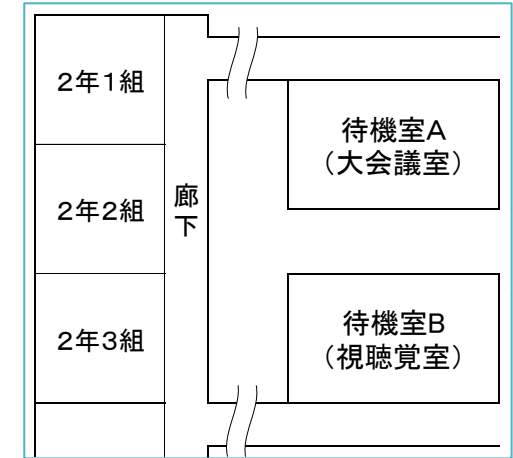 2年1組
2年2組
2年3組
廊下
待機室A
（大会議室）
待機室B
（視聴覚室）